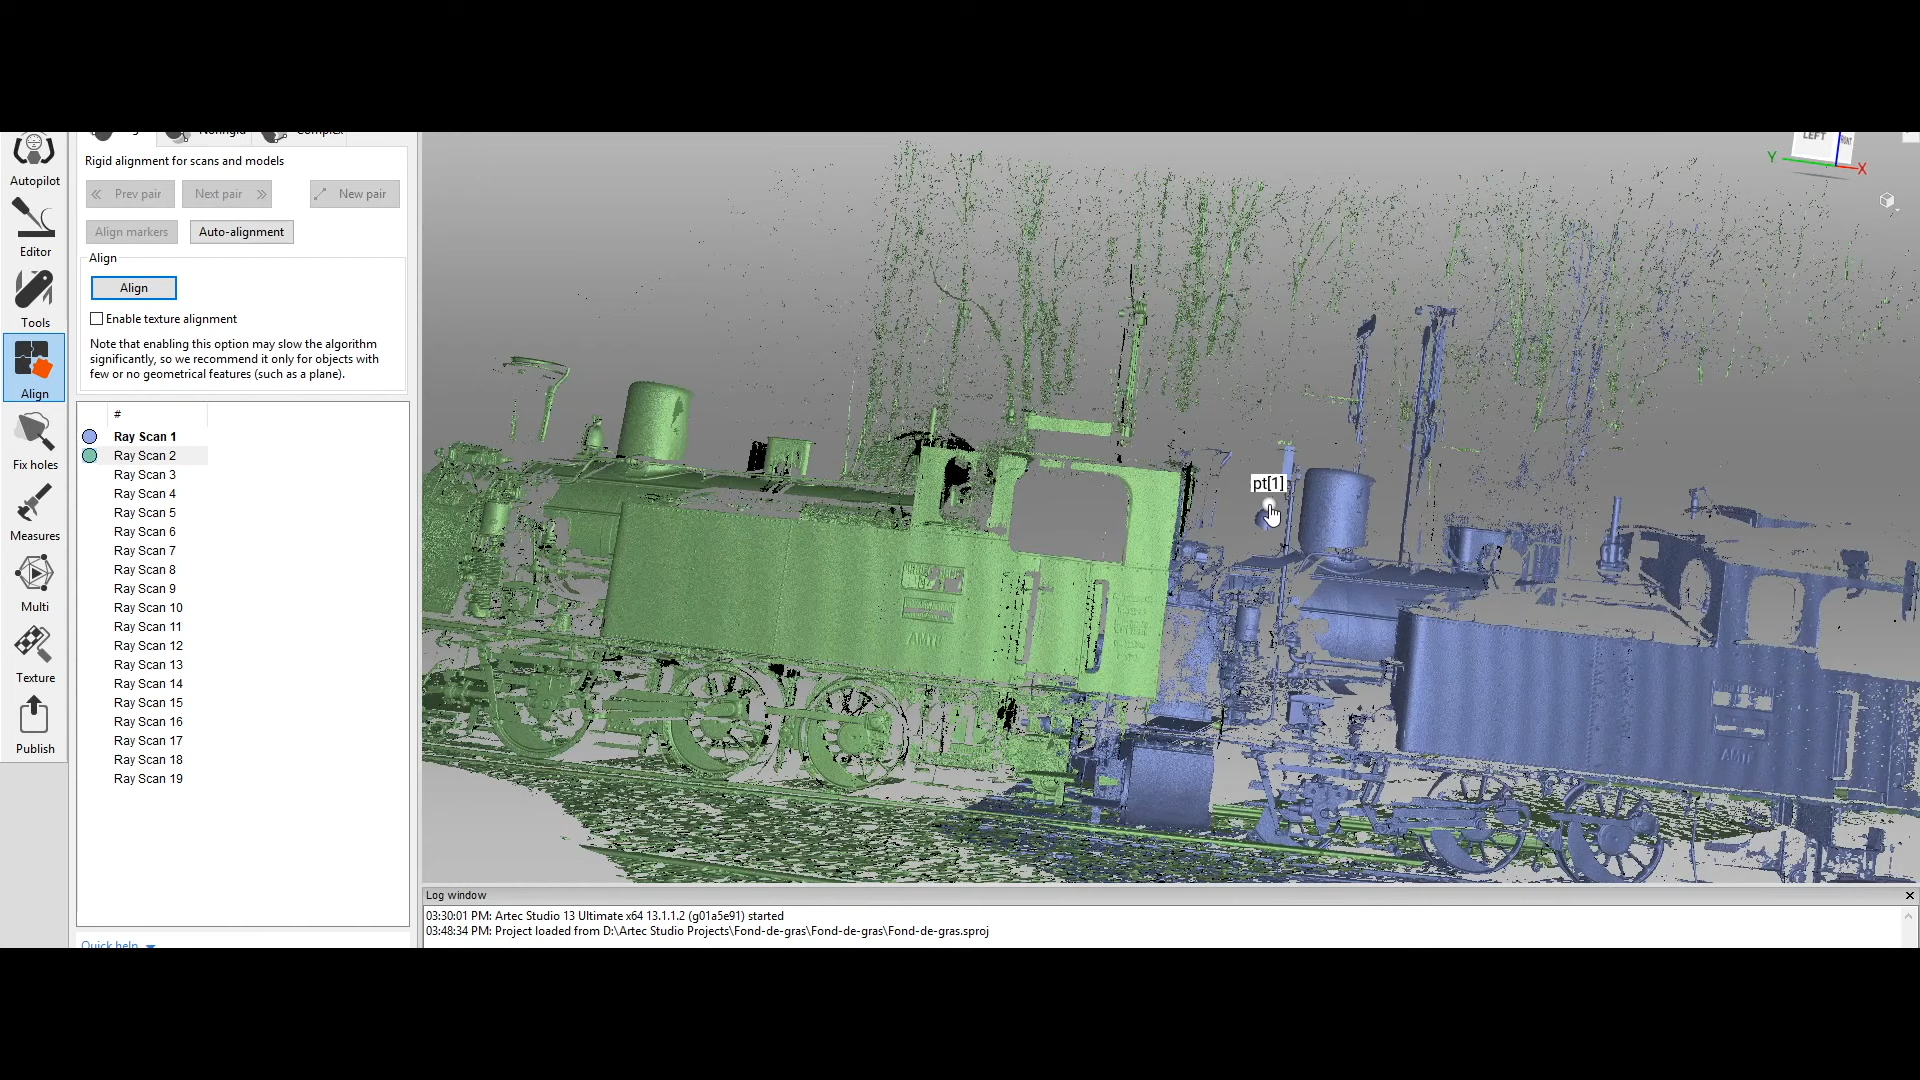 Nonrigid
Complex
LEFT
Y
X
Autopilot
Rigid alignment for scans and models
Prev pair
Next pair
New pair
Align markers
Auto-alignment
Editor
Align
Align
Enable texture alignment
Note that enabling this option may slow the algorithm
significantly, so we recommend it only for objects with
few or no geometrical features (such as a plane).
Tools
Align
#
Ray Scan 1
Ray Scan 2
Ray Scan 3
Ray Scan 4
Ray Scan 5
Ray Scan 6
Ray Scan 7
Ray Scan 8
Ray Scan 9
Ray Scan 10
Ray Scan 11
Ray Scan 12
Ray Scan 13
Ray Scan 14
Ray Scan 15
Ray Scan 16
Ray Scan 17
Ray Scan 18
Ray Scan 19
Fix holes
Measures
Multi
Texture
Publish
pt[1]
Quick help
Log window
03:30:01 PM: Artec Studio 13 Ultimate x64 13.1.1.2 (g01a5e91) started
03:48:34 PM: Project loaded from D:\Artec Studio Projects\Fond-de-gras\Fond-de-gras\Fond-de-gras.sproj